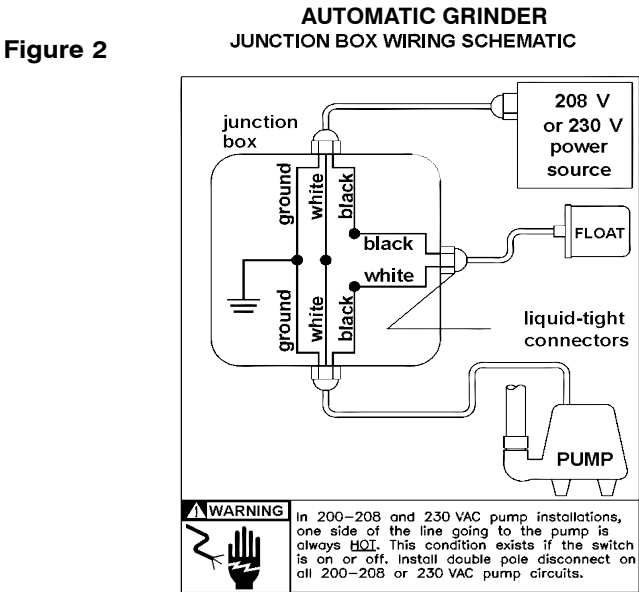 AUTOMATIC GRINDER
Figure 2
JUNCTION BOX WIRING SCHEMATIC
208 V
or 230 V
power
source
junction
box
ground
white
black
black
FLOAT
white
ground
white
black
liquid-tight
connectors
PUMP
WARNING
In 200-208 and 230 VAC pump installations,
one side of the line going to the pump is
always HOT. This condition exists if the switch
is on or off. Install double pole disconnect on
all 200-208 or 230 VAC pump circuits.